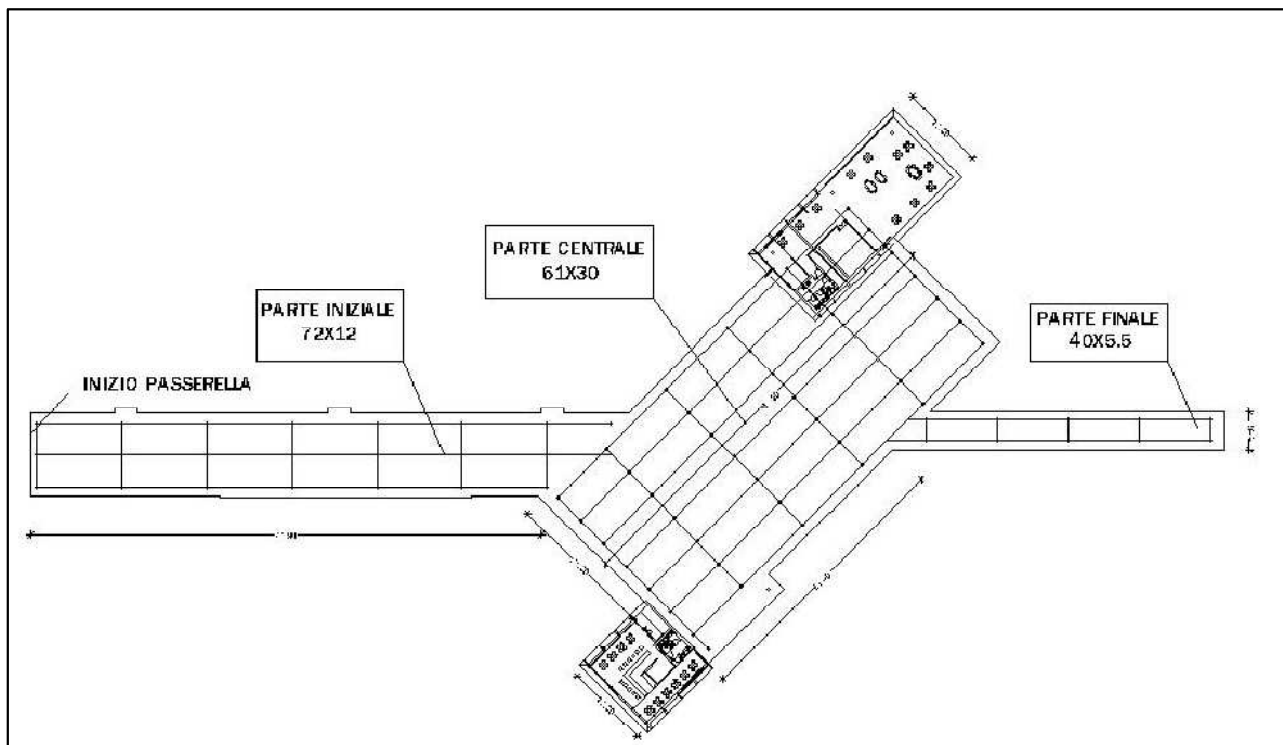 PARTE CENTRALE
61X30
PARTE INIZIALE
72X12
PARTE FINALE
40X5.5
INIZIO PASSERELLA